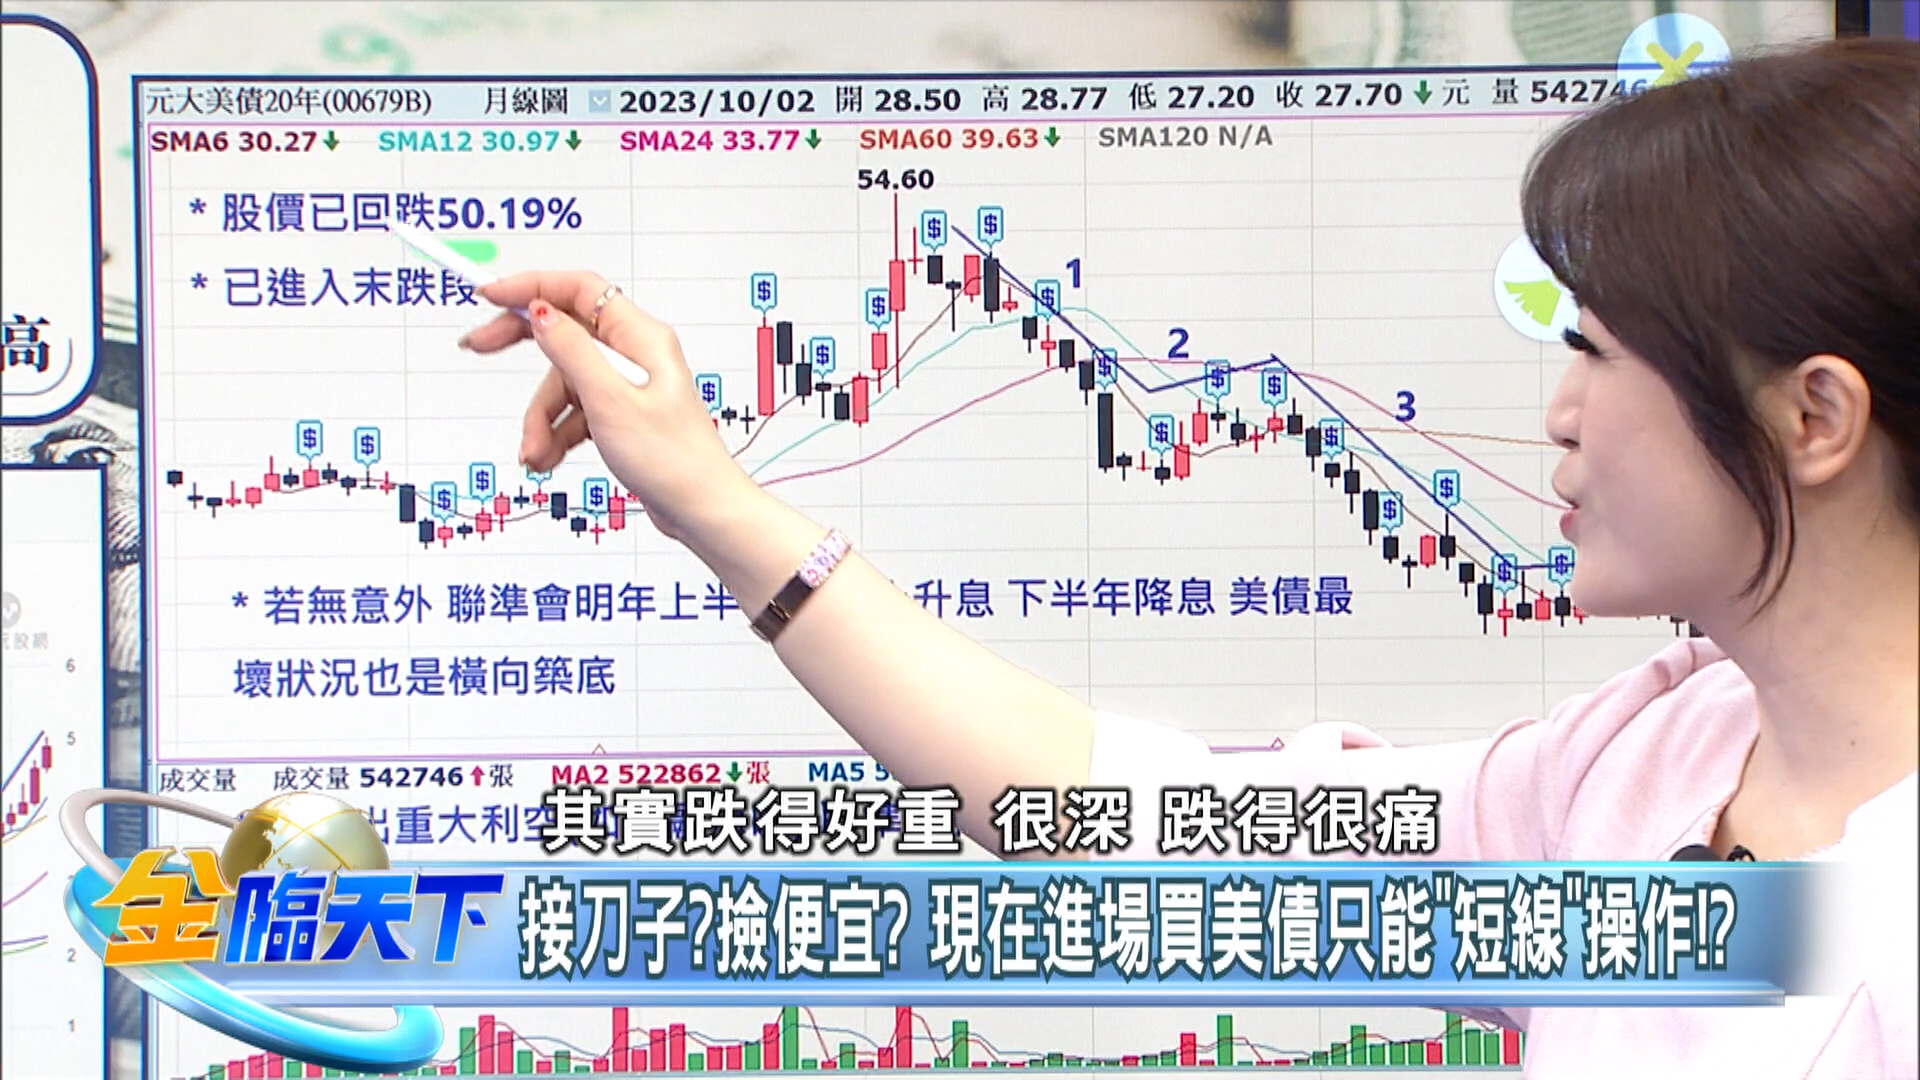 元大美債20年(00679B) 月線圖 2023/10/02 開 28.50 高 28.77 低 27.20 收 27.70 元 量 542746
SMA6 30.27 SMA12 30.97 SMA24 33.77 SMA60 39.63 SMA120 N/A
54.60
* 股價已回跌50.19%
* 已進入末跌段
1
2
3
高
* 若無意外 聯準會明年上半 升息 下半年降息 美債最
壞狀況也是橫向築底
6
5
2
1
成交量 成交量 542746 張 MA2 522862 張 MA5 5
出重大利空
其實跌得好重 很深 跌得很痛
金臨天下
接刀子?撿便宜? 現在進場買美債只能"短線"操作!?